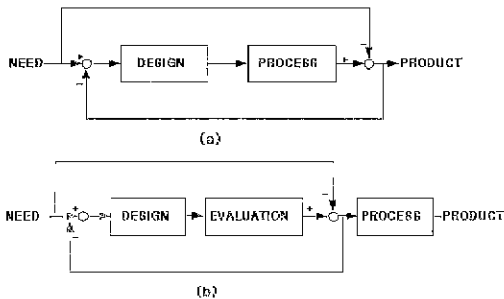 NEED + DESIGN PROCESS + PRODUCT
−
−
(a)
NEED + DESIGN EVALUATION + PROCESS PRODUCT
−
−
(b)